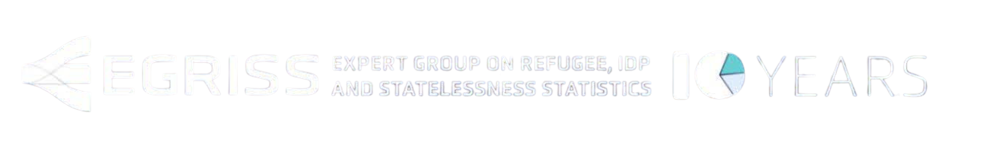 EGRISS
EXPERT GROUP ON REFUGEE, IDP
AND STATELESSNESS STATISTICS
10 YEARS